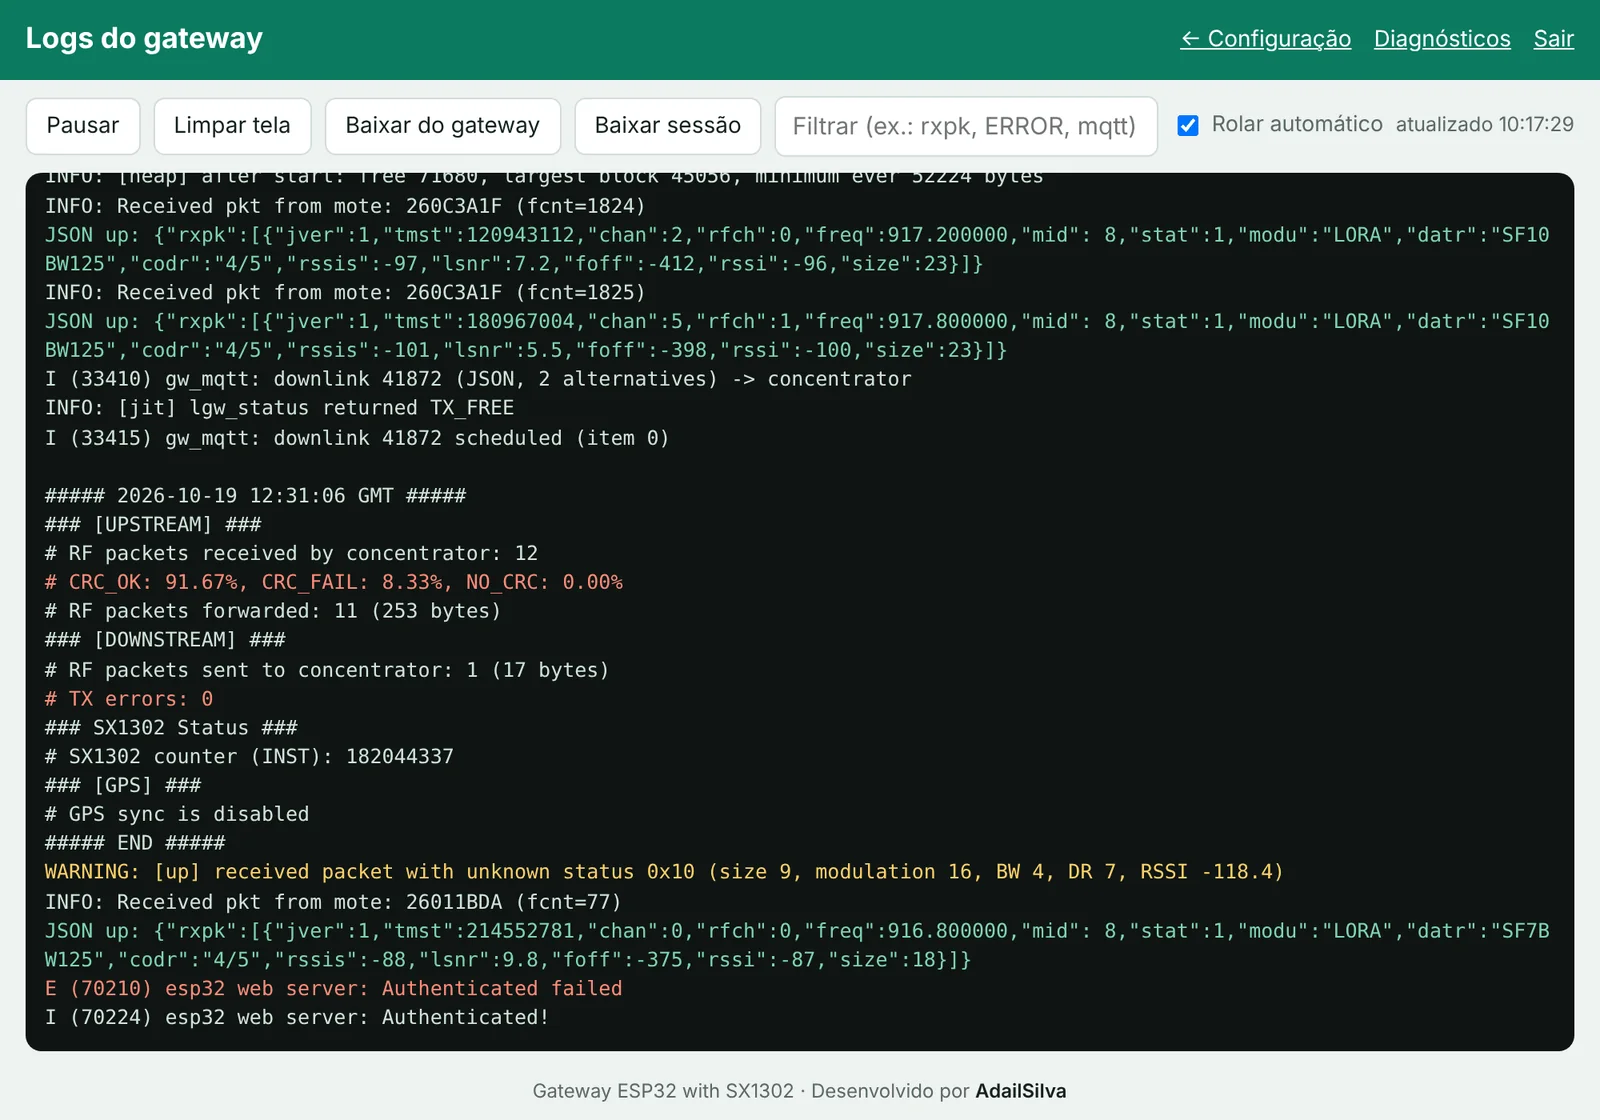 Logs do gateway
← Configuração Diagnósticos Sair
Pausar Limpar tela Baixar do gateway Baixar sessão Filtrar (ex.: rxpk, ERROR, mqtt) Rolar automático atualizado 10:17:29
INFO: [heap] after start: free 71680, largest block 45056, minimum ever 52224 bytes
INFO: Received pkt from mote: 260C3A1F (fcnt=1824)
JSON up: {"rxpk":[{"jver":1,"tmst":120943112,"chan":2,"rfch":0,"freq":917.200000,"mid": 8,"stat":1,"modu":"LORA","datr":"SF10
BW125","codr":"4/5","rssis":-97,"lsnr":7.2,"foff":-412,"rssi":-96,"size":23}]}
INFO: Received pkt from mote: 260C3A1F (fcnt=1825)
JSON up: {"rxpk":[{"jver":1,"tmst":180967004,"chan":5,"rfch":1,"freq":917.800000,"mid": 8,"stat":1,"modu":"LORA","datr":"SF10
BW125","codr":"4/5","rssis":-101,"lsnr":5.5,"foff":-398,"rssi":-100,"size":23}]}
I (33410) gw_mqtt: downlink 41872 (JSON, 2 alternatives) -> concentrator
INFO: [jit] lgw_status returned TX_FREE
I (33415) gw_mqtt: downlink 41872 scheduled (item 0)
##### 2026-10-19 12:31:06 GMT #####
### [UPSTREAM] ###
# RF packets received by concentrator: 12
# CRC_OK: 91.67%, CRC_FAIL: 8.33%, NO_CRC: 0.00%
# RF packets forwarded: 11 (253 bytes)
### [DOWNSTREAM] ###
# RF packets sent to concentrator: 1 (17 bytes)
# TX errors: 0
### SX1302 Status ###
# SX1302 counter (INST): 182044337
### [GPS] ###
# GPS sync is disabled
##### END #####
WARNING: [up] received packet with unknown status 0x10 (size 9, modulation 16, BW 4, DR 7, RSSI -118.4)
INFO: Received pkt from mote: 26011BDA (fcnt=77)
JSON up: {"rxpk":[{"jver":1,"tmst":214552781,"chan":0,"rfch":0,"freq":916.800000,"mid": 8,"stat":1,"modu":"LORA","datr":"SF7B
W125","codr":"4/5","rssis":-88,"lsnr":9.8,"foff":-375,"rssi":-87,"size":18}]}
E (70210) esp32 web server: Authenticated failed
I (70224) esp32 web server: Authenticated!
Gateway ESP32 with SX1302 · Desenvolvido por AdailSilva